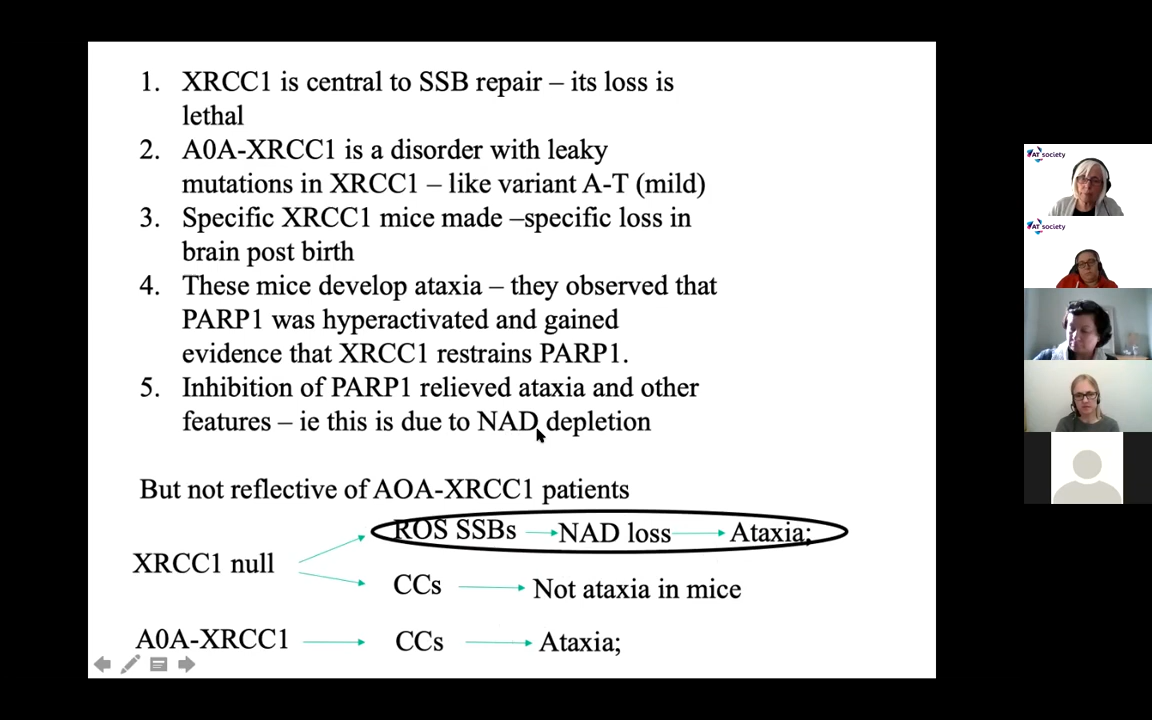 1. XRCC1 is central to SSB repair – its loss is
lethal
2. A0A-XRCC1 is a disorder with leaky
mutations in XRCC1 – like variant A-T (mild)
3. Specific XRCC1 mice made –specific loss in
brain post birth
4. These mice develop ataxia – they observed that
PARP1 was hyperactivated and gained
evidence that XRCC1 restrains PARP1.
5. Inhibition of PARP1 relieved ataxia and other
features – ie this is due to NAD depletion
But not reflective of AOA-XRCC1 patients
ROS SSBs NAD loss Ataxia;
XRCC1 null
CCs Not ataxia in mice
A0A-XRCC1 CCs Ataxia;
AT society
AT society